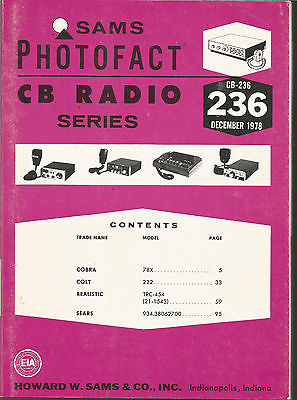 SAMS
PHOTOFACT
CB RADIO
SERIES
CB-236
236
DECEMBER 1978
CONTENTS
TRADE NAME MODEL PAGE
COBRA 78X 5
COLT 222 33
REALISTIC TRC-454
(21-1543) 59
SEARS 934.38062700 95
EIA
HOWARD W. SAMS & CO., INC. Indianapolis, Indiana